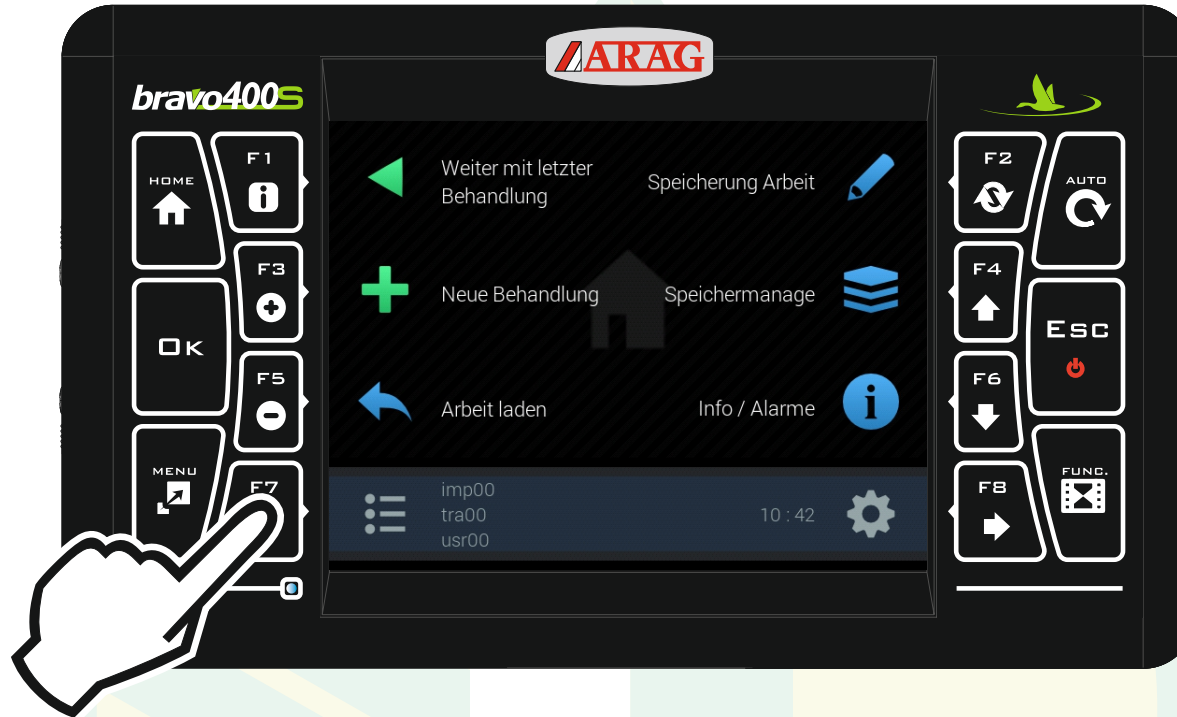 ARAG
bravo400S
HOME
F1
F3
OK
F5
MENU
F7
Weiter mit letzter
Behandlung
Speicherung Arbeit
Neue Behandlung
Speichermanage
Arbeit laden
Info / Alarme
imp00
tra00
usr00
10 : 42
F2
AUTO
F4
ESC
F6
F8
FUNC.